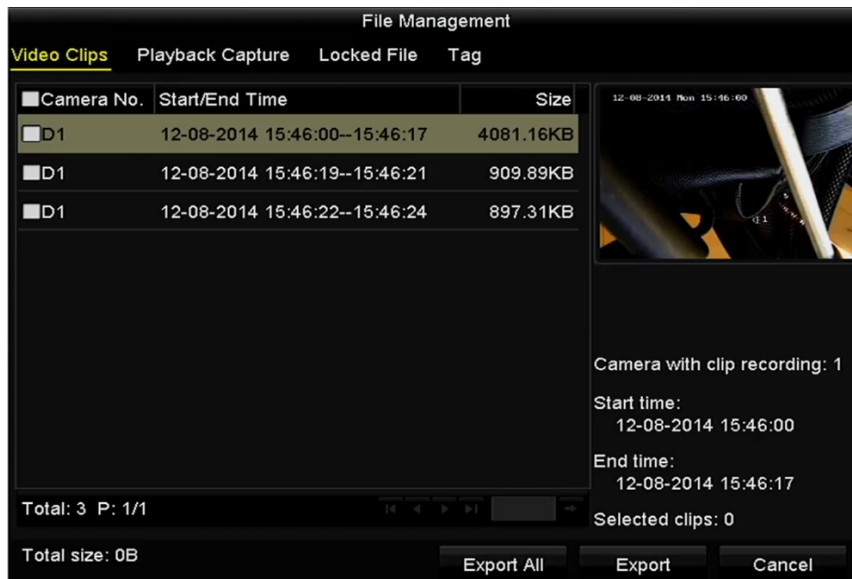 File Management
Video Clips Playback Capture Locked File Tag
Camera No. Start/End Time Size
D1 12-08-2014 15:46:00--15:46:17 4081.16KB
D1 12-08-2014 15:46:19--15:46:21 909.89KB
D1 12-08-2014 15:46:22--15:46:24 897.31KB
12-08-2014 Mon 15:46:00
1
Camera with clip recording: 1
Start time:
12-08-2014 15:46:00
End time:
12-08-2014 15:46:17
Selected clips: 0
Total: 3 P: 1/1
Total size: 0B
Export All Export Cancel